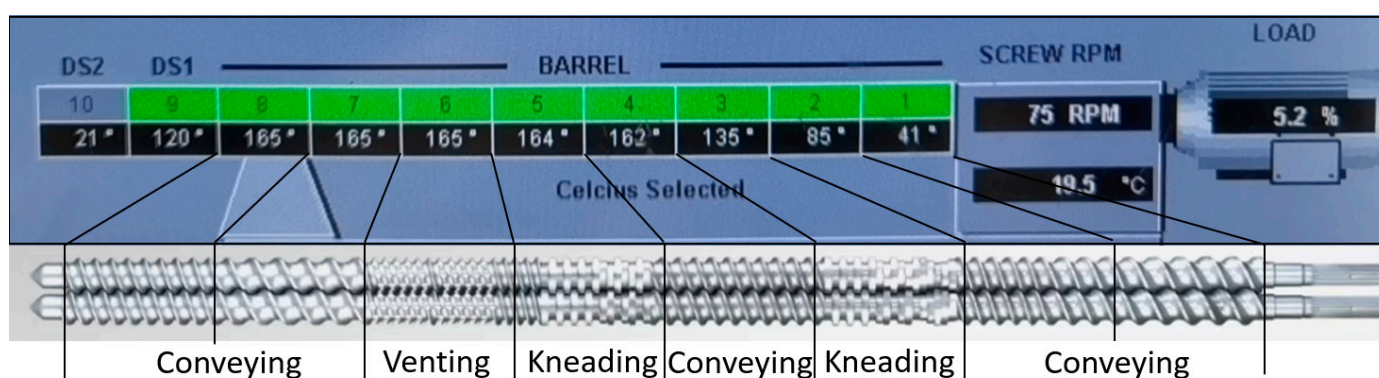 LOAD
DS2 DS1 BARREL SCREW RPM
10 9 8 7 6 5 4 3 2 1
75 RPM 5.2 %
21° 120° 165° 165° 165° 164° 162° 135° 85° 41°
Celcius Selected 19.5 °C
Conveying Venting Kneading Conveying Kneading Conveying